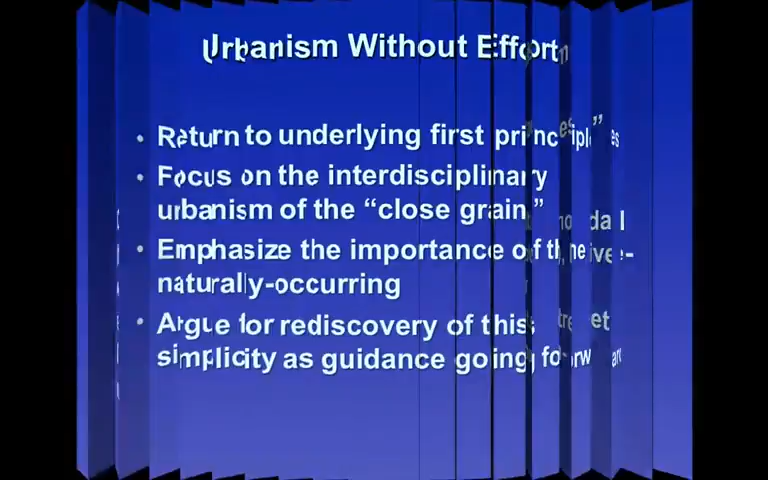 Urbanism Without Effort
Return to underlying first principles
Focus on the interdisciplinary
urbanism of the “close grain”
Emphasize the importance of the
naturally-occurring
Argue for rediscovery of this
simplicity as guidance going forward